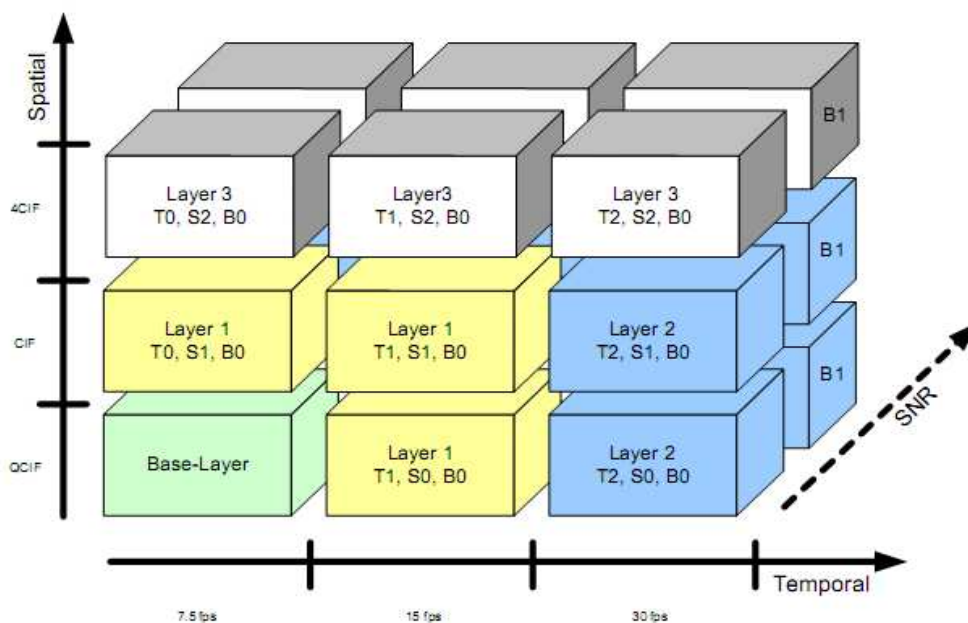 Spatial
B1
Layer 3
T0, S2, B0
Layer3
T1, S2, B0
Layer 3
T2, S2, B0
4CIF
B1
Layer 1
T0, S1, B0
Layer 1
T1, S1, B0
Layer 2
T2, S1, B0
CIF
B1
SNR
Base-Layer
Layer 1
T1, S0, B0
Layer 2
T2, S0, B0
QCIF
Temporal
7.5 fps
15 fps
30 fps